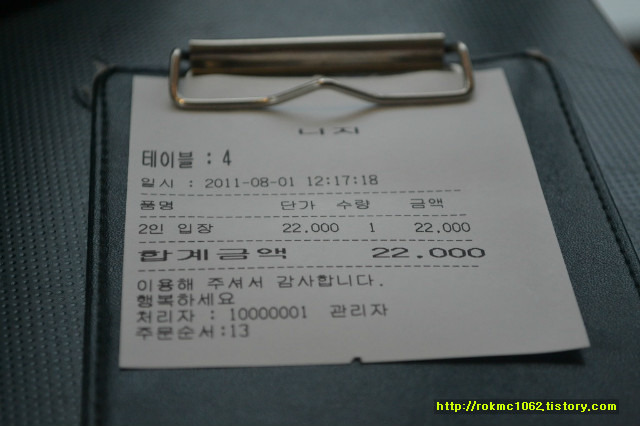 테이블 : 4
일시 : 2011-08-01 12:17:18
품명 단가 수량 금액
2인 입장 22.000 1 22.000
합계금액 22.000
이용해 주셔서 감사합니다.
행복하세요
처리자 : 10000001 관리자
주문순서:13
http://rokmc1062.tistory.com